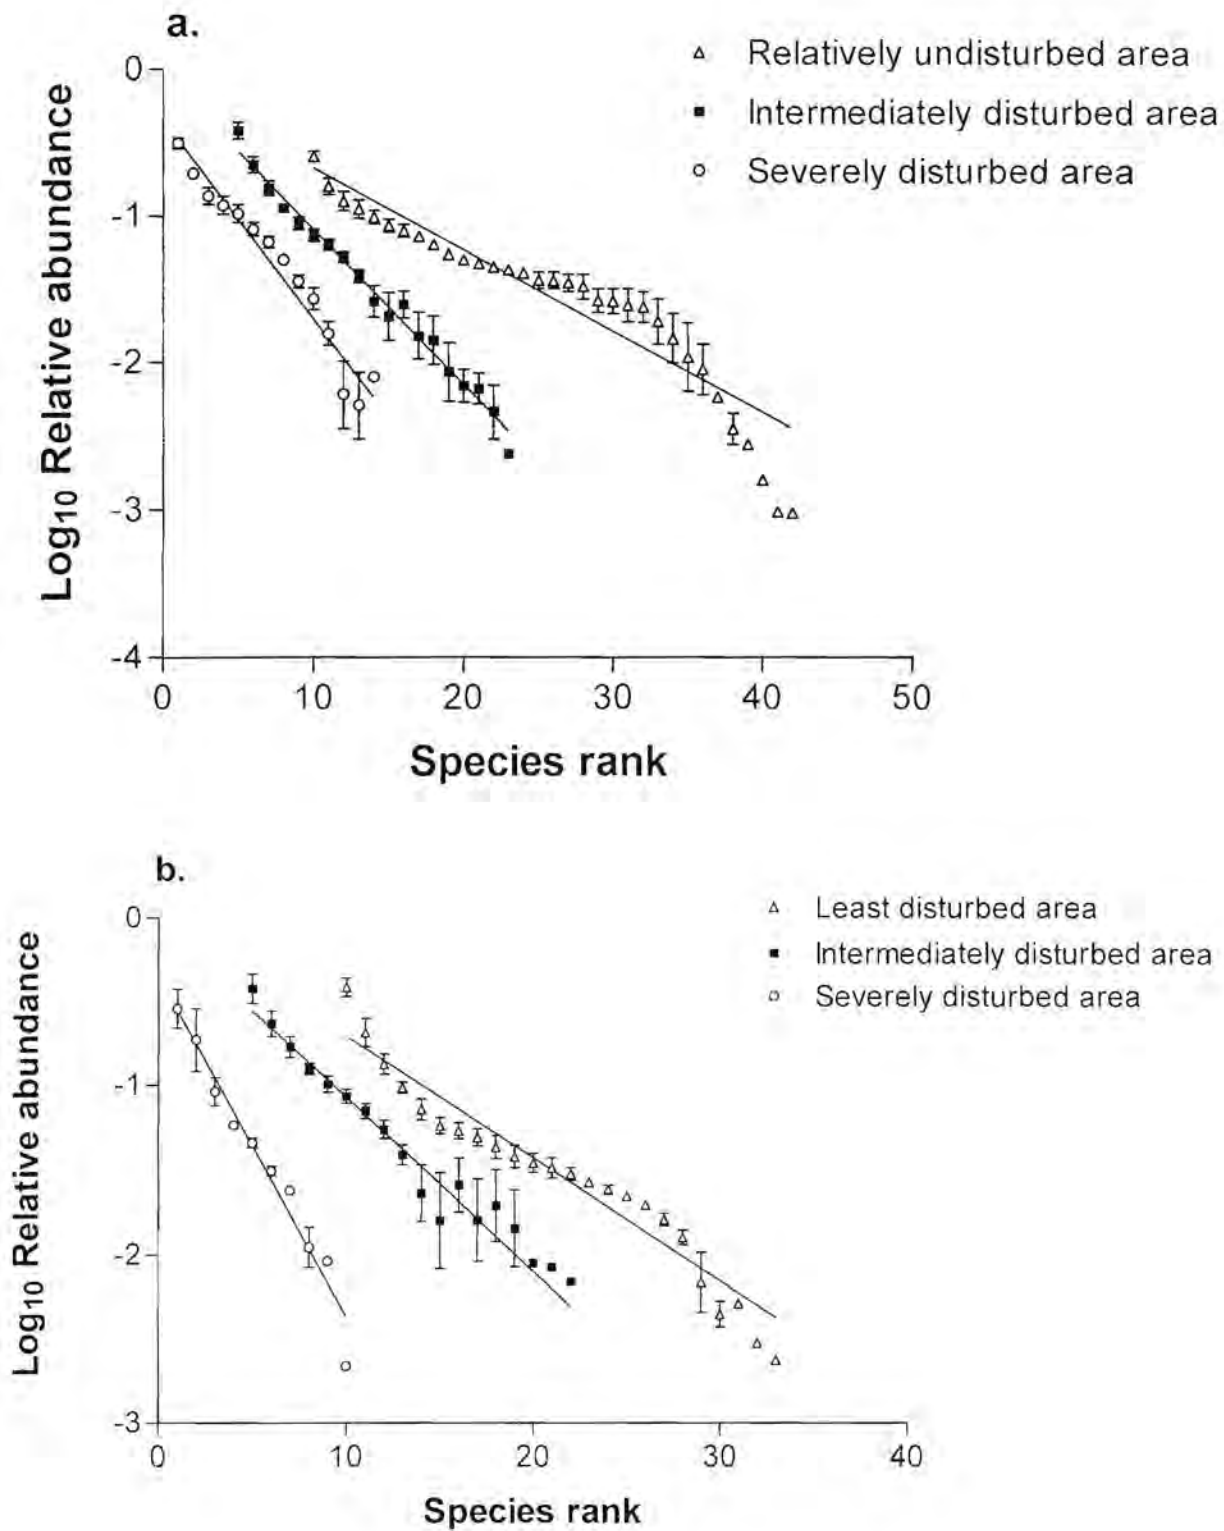 a.
Relatively undisturbed area
Intermediately disturbed area
Severely disturbed area
0
-1
-2
-3
-4
Log10 Relative abundance
0 10 20 30 40 50
Species rank
b.
Least disturbed area
Intermediately disturbed area
Severely disturbed area
0
-1
-2
-3
Log10 Relative abundance
0 10 20 30 40
Species rank